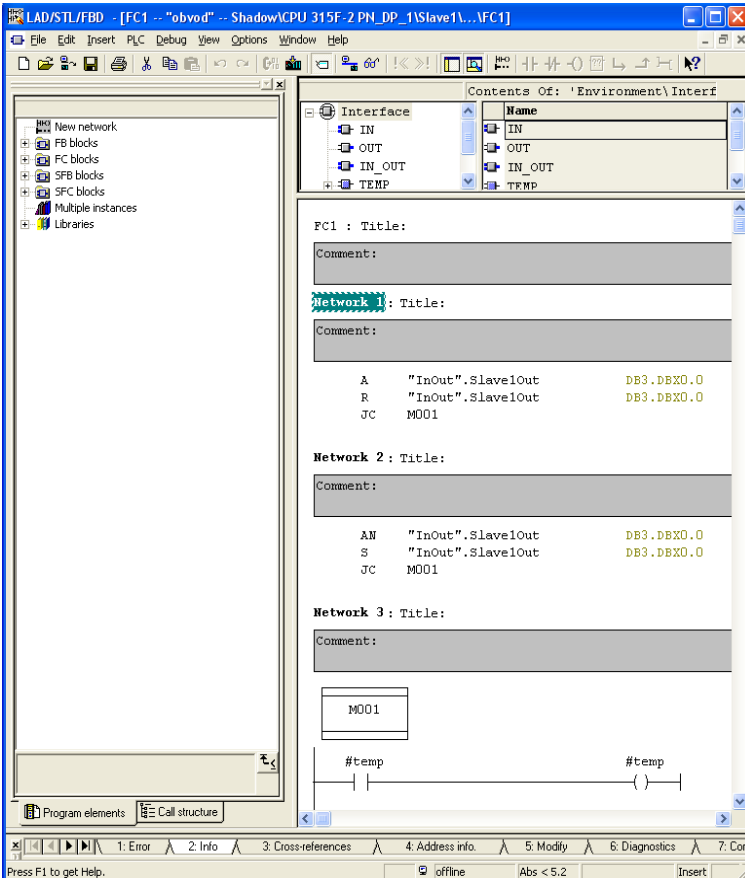 LAD/STL/FBD - [FC1 -- "obvod" -- Shadow\CPU 315F-2 PN_DP_1\Slave1\...\FC1]
File Edit Insert PLC Debug View Options Window Help
Contents Of: 'Environment\Interf
Interface
IN
OUT
IN_OUT
TEMP
Name
IN
OUT
IN_OUT
TEMP
New network
FB blocks
FC blocks
SFB blocks
SFC blocks
Multiple instances
Libraries
FC1 : Title:
Comment:
Network 1: Title:
Comment:
A "InOut".Slave1Out DB3.DBX0.0
R "InOut".Slave1Out DB3.DBX0.0
JC M001
Network 2: Title:
Comment:
AN "InOut".Slave1Out DB3.DBX0.0
S "InOut".Slave1Out DB3.DBX0.0
JC M001
Network 3: Title:
Comment:
M001
#temp #temp
Program elements Call structure
1: Error 2: Info 3: Cross-references 4: Address info. 5: Modify 6: Diagnostics 7: Co
Press F1 to get Help. offline Abs < 5.2 Insert